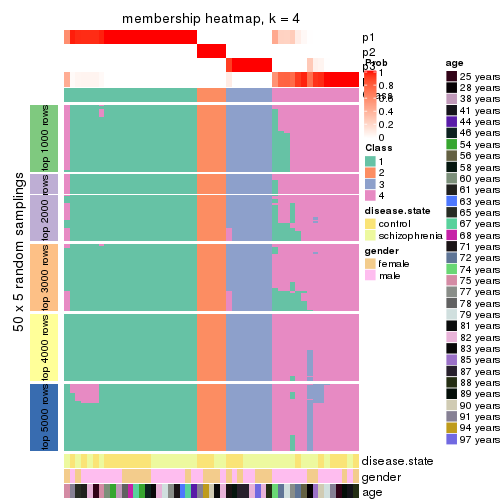 membership heatmap, k = 4
p1
p2
p3
Prob
1
0.8
0.6
0.4
0.2
0
Class
1
2
3
4
disease.state
control
schizophrenia
gender
female
male
age
25 years
28 years
38 years
41 years
44 years
46 years
54 years
56 years
58 years
60 years
61 years
63 years
65 years
67 years
68 years
71 years
72 years
74 years
75 years
77 years
78 years
79 years
81 years
82 years
83 years
85 years
87 years
88 years
89 years
90 years
91 years
94 years
97 years
50 x 5 random samplings
top 1000 rows
top 2000 rows
top 3000 rows
top 4000 rows
top 5000 rows
disease.state
gender
age